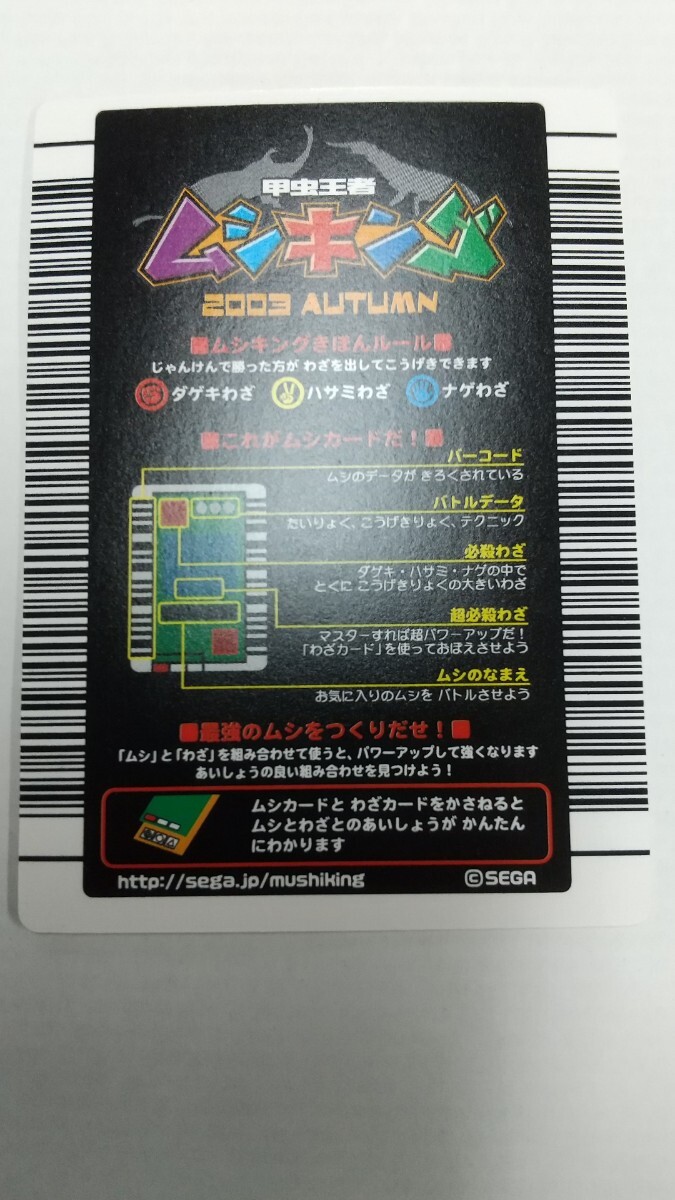 甲虫王者
ムシキング
2003 AUTUMN
ムシキングきほんルール
じゃんけんで勝った方が わざを出してこうげきできます
ダゲキわざ ハサミわざ ナゲわざ
これがムシカードだ!
バーコード
ムシのデータが きろくされている
バトルデータ
たいりょく、こうげきりょく、テクニック
必殺わざ
ダゲキ・ハサミ・ナゲの中で
とくに こうげきりょくの大きいわざ
超必殺わざ
マスターすれば超パワーアップだ!
「わざカード」を使っておぼえさせよう
ムシのなまえ
お気に入りのムシを バトルさせよう
最強のムシをつくりだせ!
「ムシ」と「わざ」を組み合わせて使うと、パワーアップして強くなります
あいしょうの良い組み合わせを見つけよう!
ムシカードと わざカードをかさねると
ムシとわざとのあいしょうが かんたん
にわかります
http://sega.jp/mushiking
©SEGA